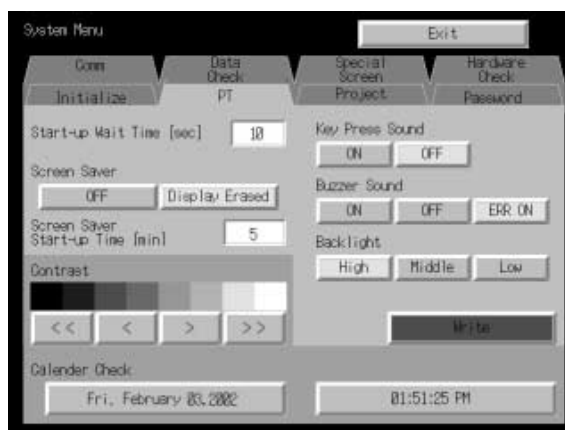 System Menu
Exit
Comm
Data Check
Special Screen
Hardware Check
Initialize
PT
Project
Password
Start-up Wait Time [sec]
10
Key Press Sound
ON
OFF
Screen Saver
OFF
Display Erased
Buzzer Sound
ON
OFF
ERR ON
Screen Saver
Start-up Time [min]
5
Backlight
High
Middle
Low
Contrast
<<
<
>
>>
Write
Calender Check
Fri, February 03,2002
01:51:25 PM